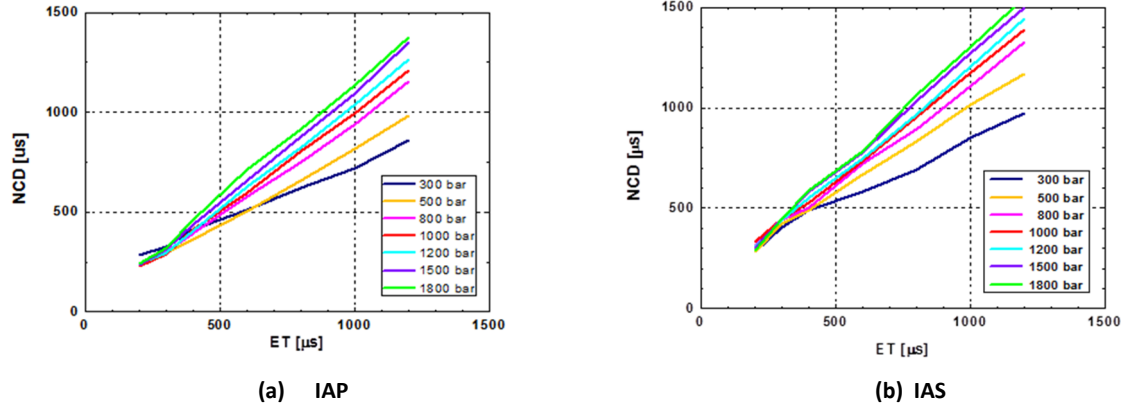 1500
1000
500
0
NCD [us]
300 bar
500 bar
800 bar
1000 bar
1200 bar
1500 bar
1800 bar
0 500 1000 1500
ET [µs]
(a) IAP
1500
1000
500
0
NCD [µs]
300 bar
500 bar
800 bar
1000 bar
1200 bar
1500 bar
1800 bar
0 500 1000 1500
ET [µs]
(b) IAS